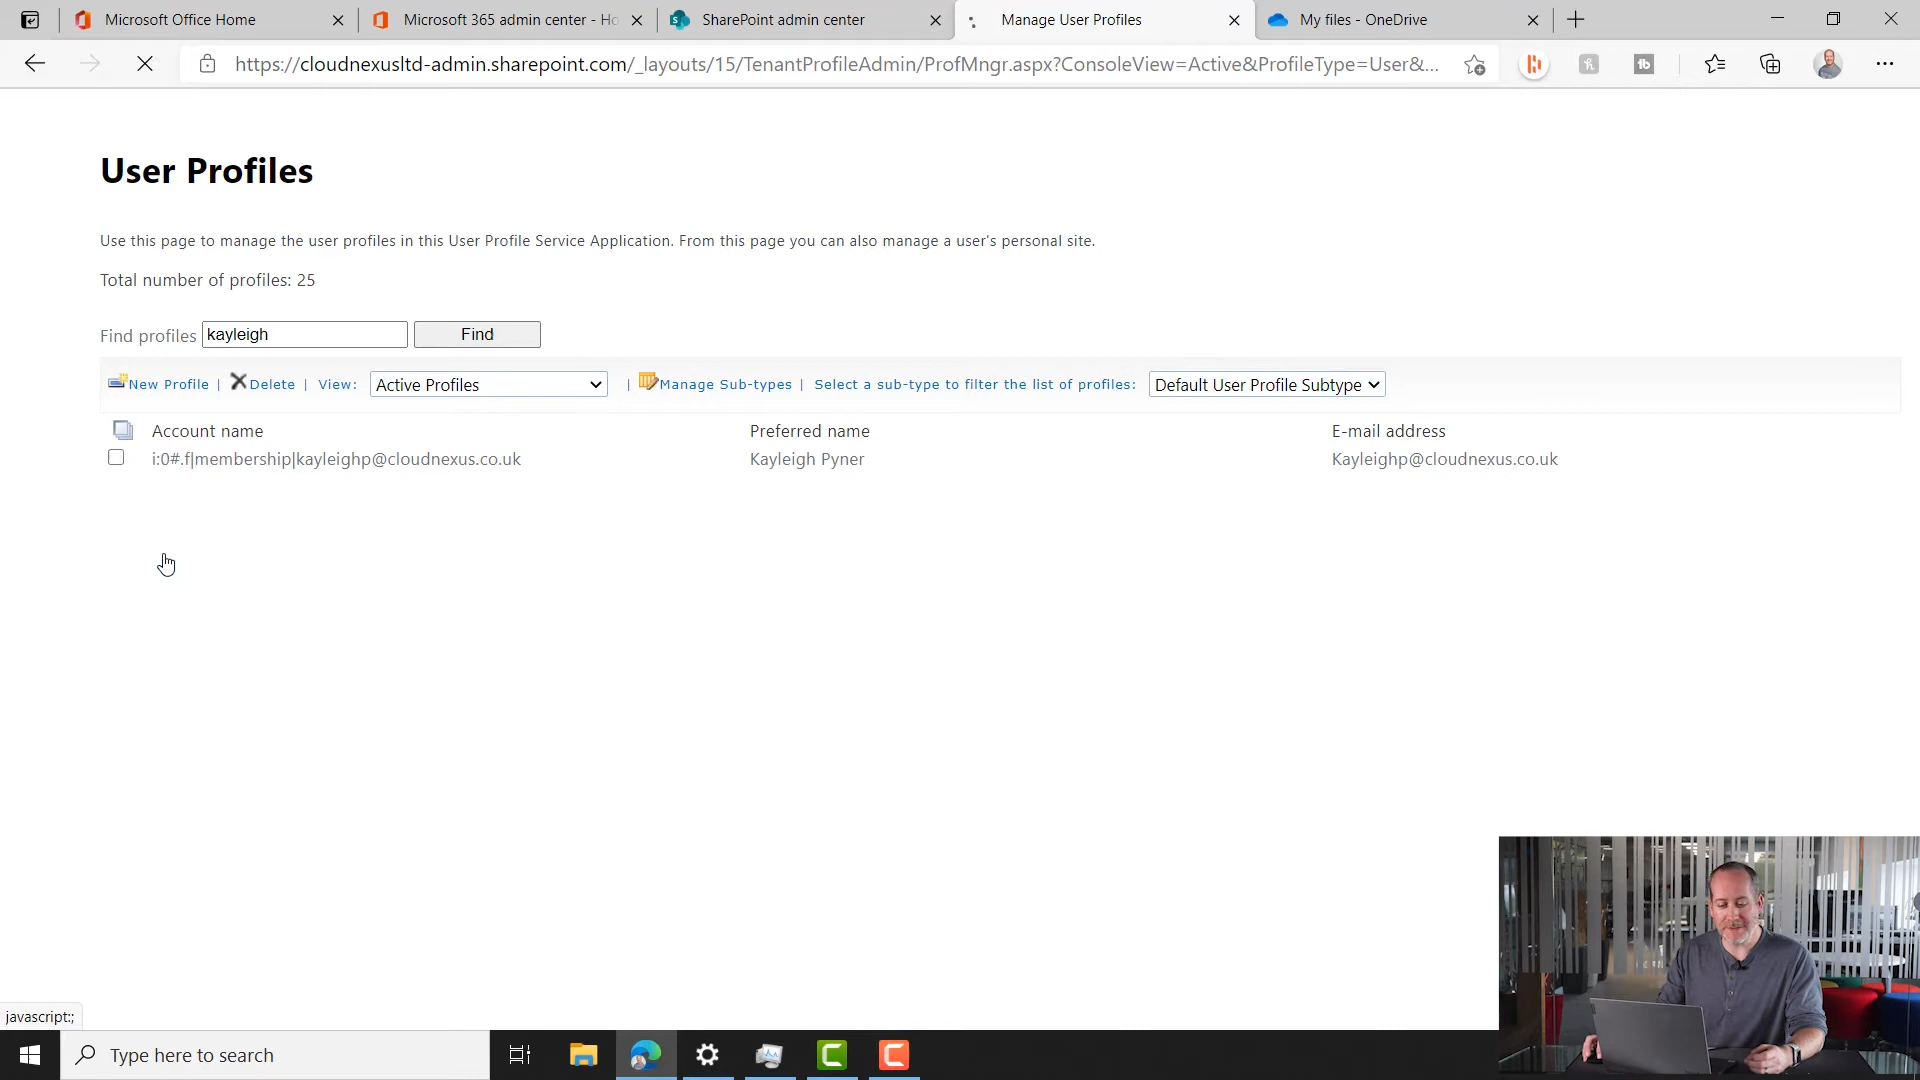 Microsoft Office Home
Microsoft 365 admin center - Ho
SharePoint admin center
Manage User Profiles
My files - OneDrive
https://cloudnexusltd-admin.sharepoint.com/_layouts/15/TenantProfileAdmin/ProfMngr.aspx?ConsoleView=Active&ProfileType=User&...
User Profiles
Use this page to manage the user profiles in this User Profile Service Application. From this page you can also manage a user's personal site.
Total number of profiles: 25
Find profiles kayleigh Find
New Profile | Delete | View: Active Profiles | Manage Sub-types | Select a sub-type to filter the list of profiles: Default User Profile Subtype
Account name Preferred name E-mail address
i:0#.f|membership|kayleighp@cloudnexus.co.uk Kayleigh Pyner Kayleighp@cloudnexus.co.uk
javascript:;
Type here to search